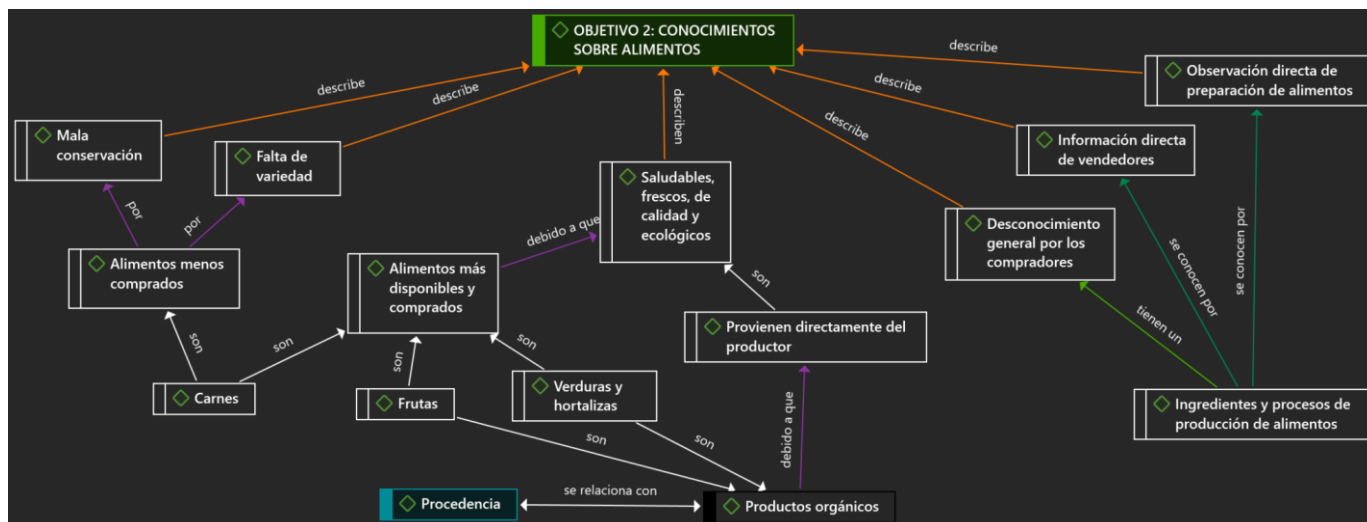 OBJETIVO 2: CONOCIMIENTOS
SOBRE ALIMENTOS
describe
describe
describen
describe
describe
describe
Observación directa de
preparación de alimentos
Mala
conservación
Falta de
variedad
Información directa
de vendedores
Saludables,
frescos, de
calidad y
ecológicos
por
por
debido a que
Desconocimiento
general por los
compradores
se conocen por
se conocen por
Alimentos menos
comprados
Alimentos más
disponibles y
comprados
son
Provienen directamente del
productor
tienen un
son
son
son
son
Carnes
Frutas
Verduras y
hortalizas
Ingredientes y procesos de
producción de alimentos
son
son
debido a que
Procedencia
se relaciona con
Productos orgánicos